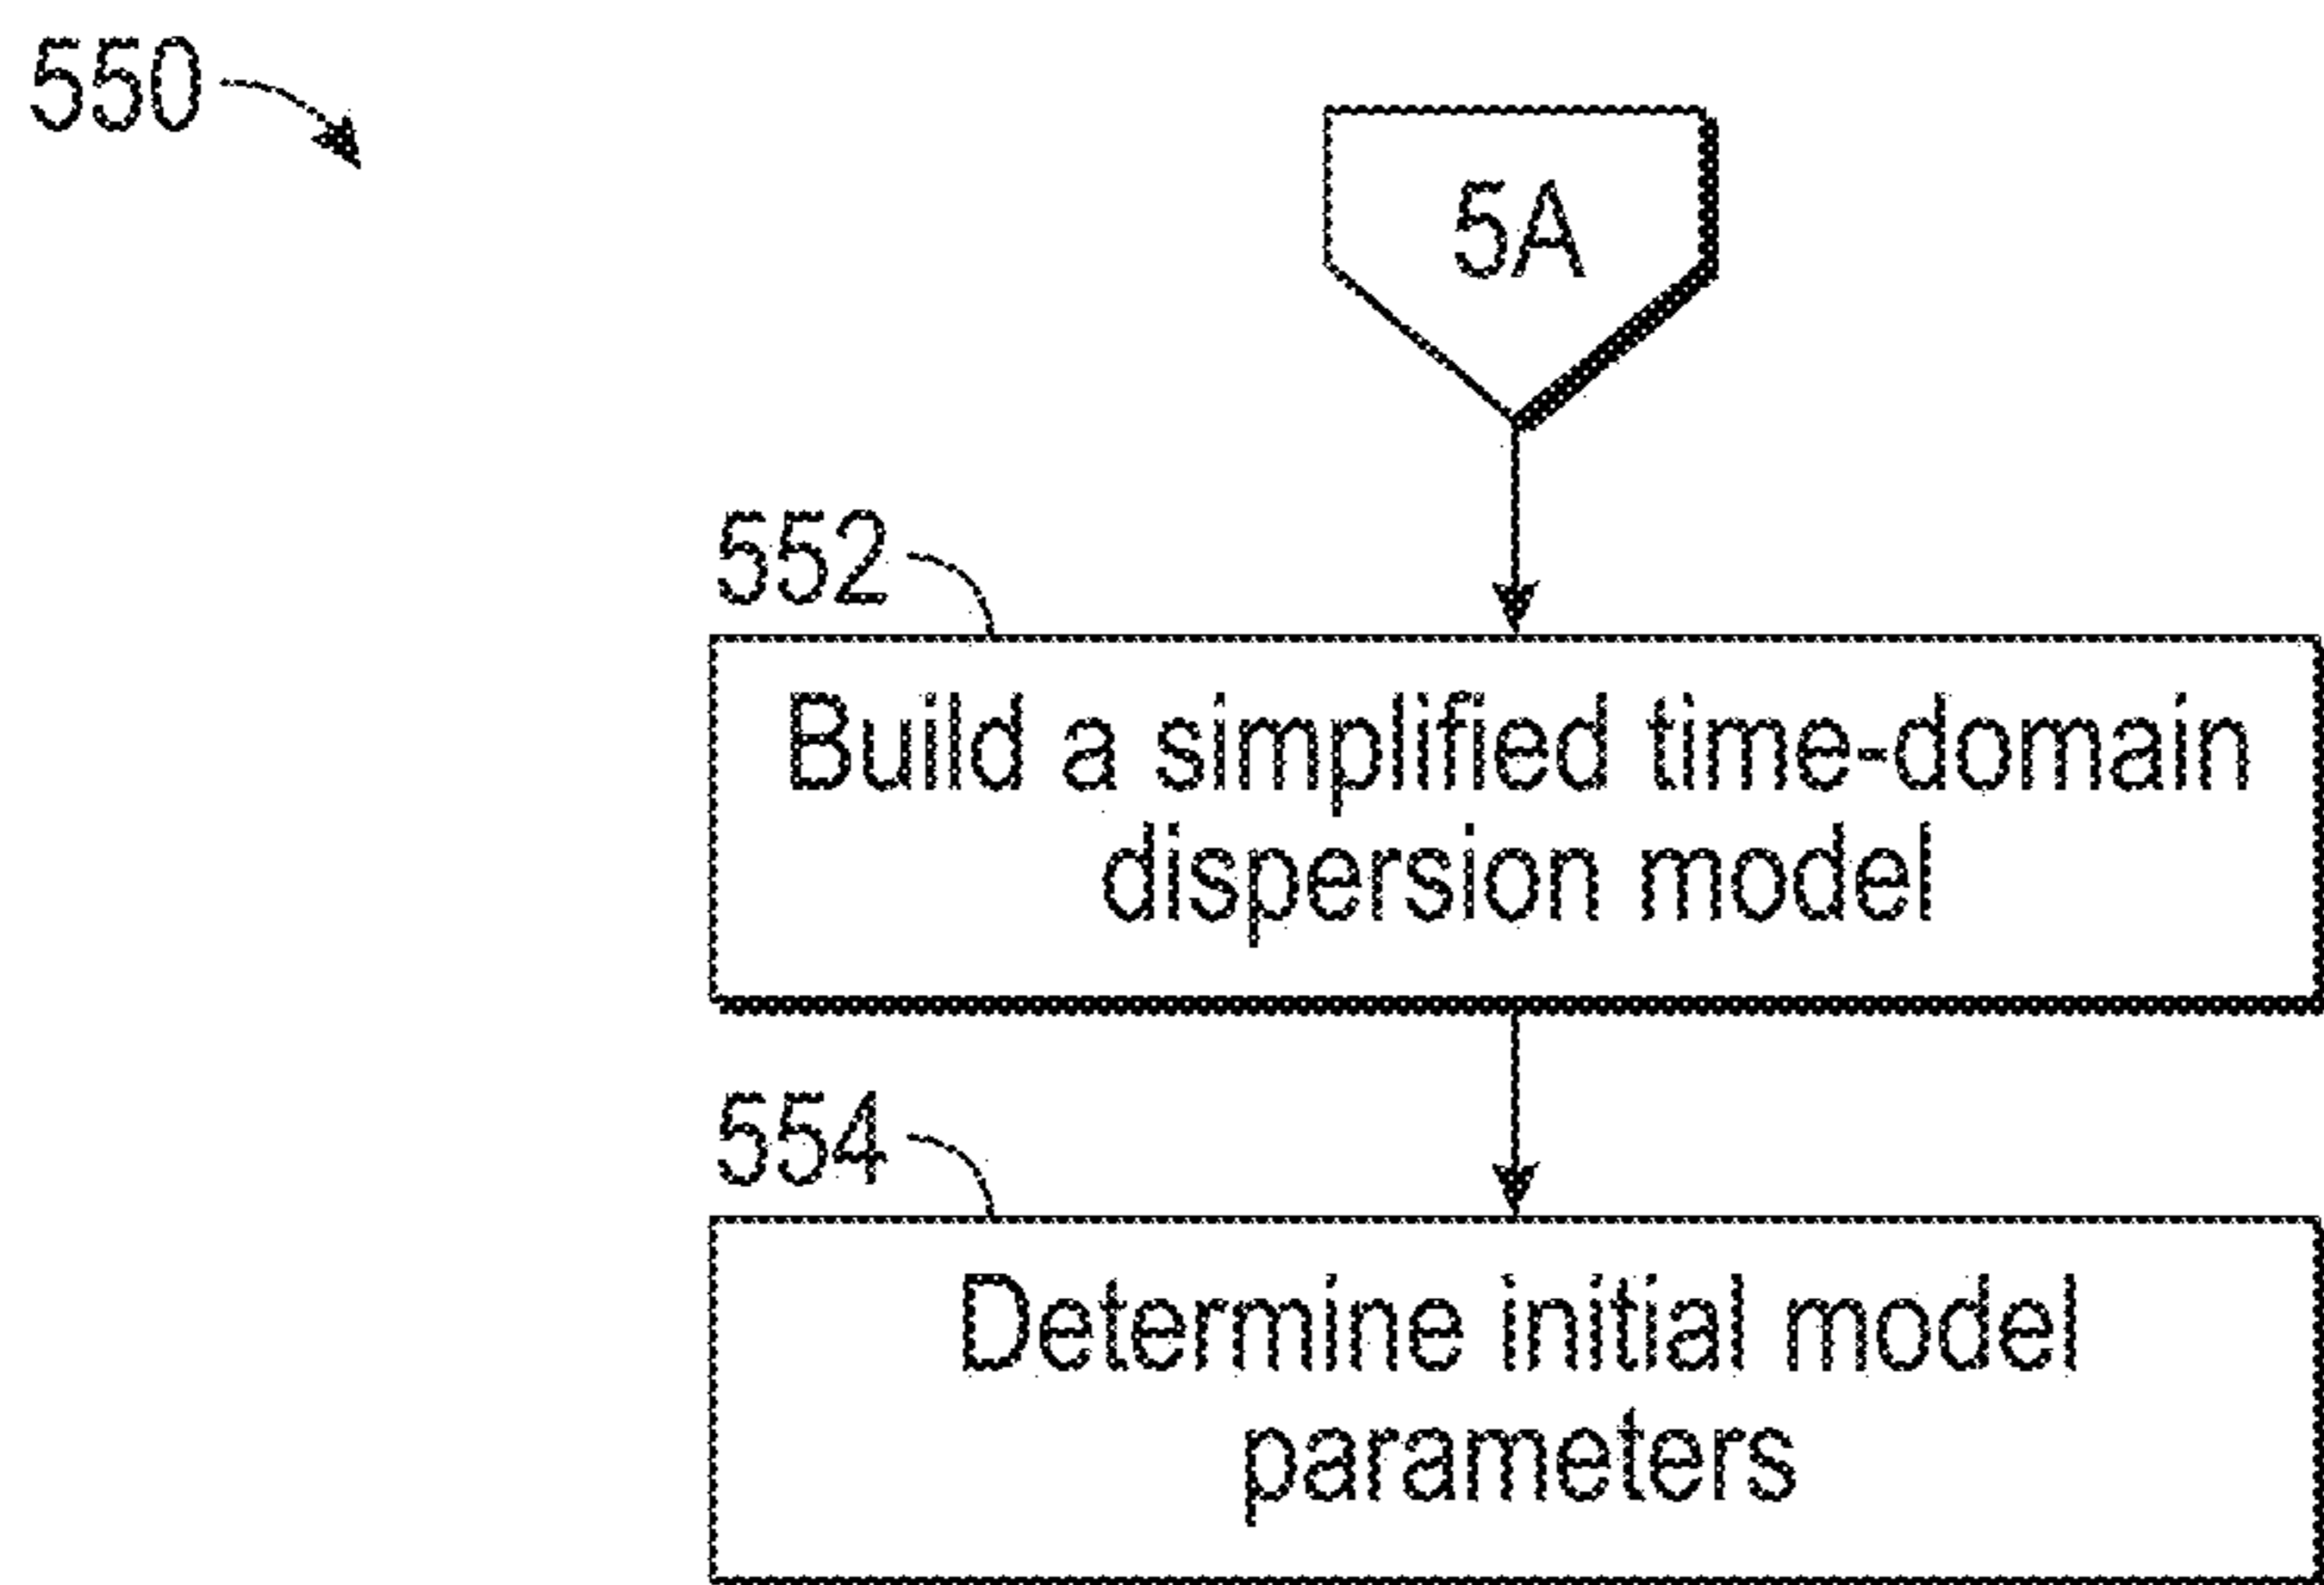 550
5A
552
Build a simplified time-domain
dispersion model
554
Determine initial model
parameters